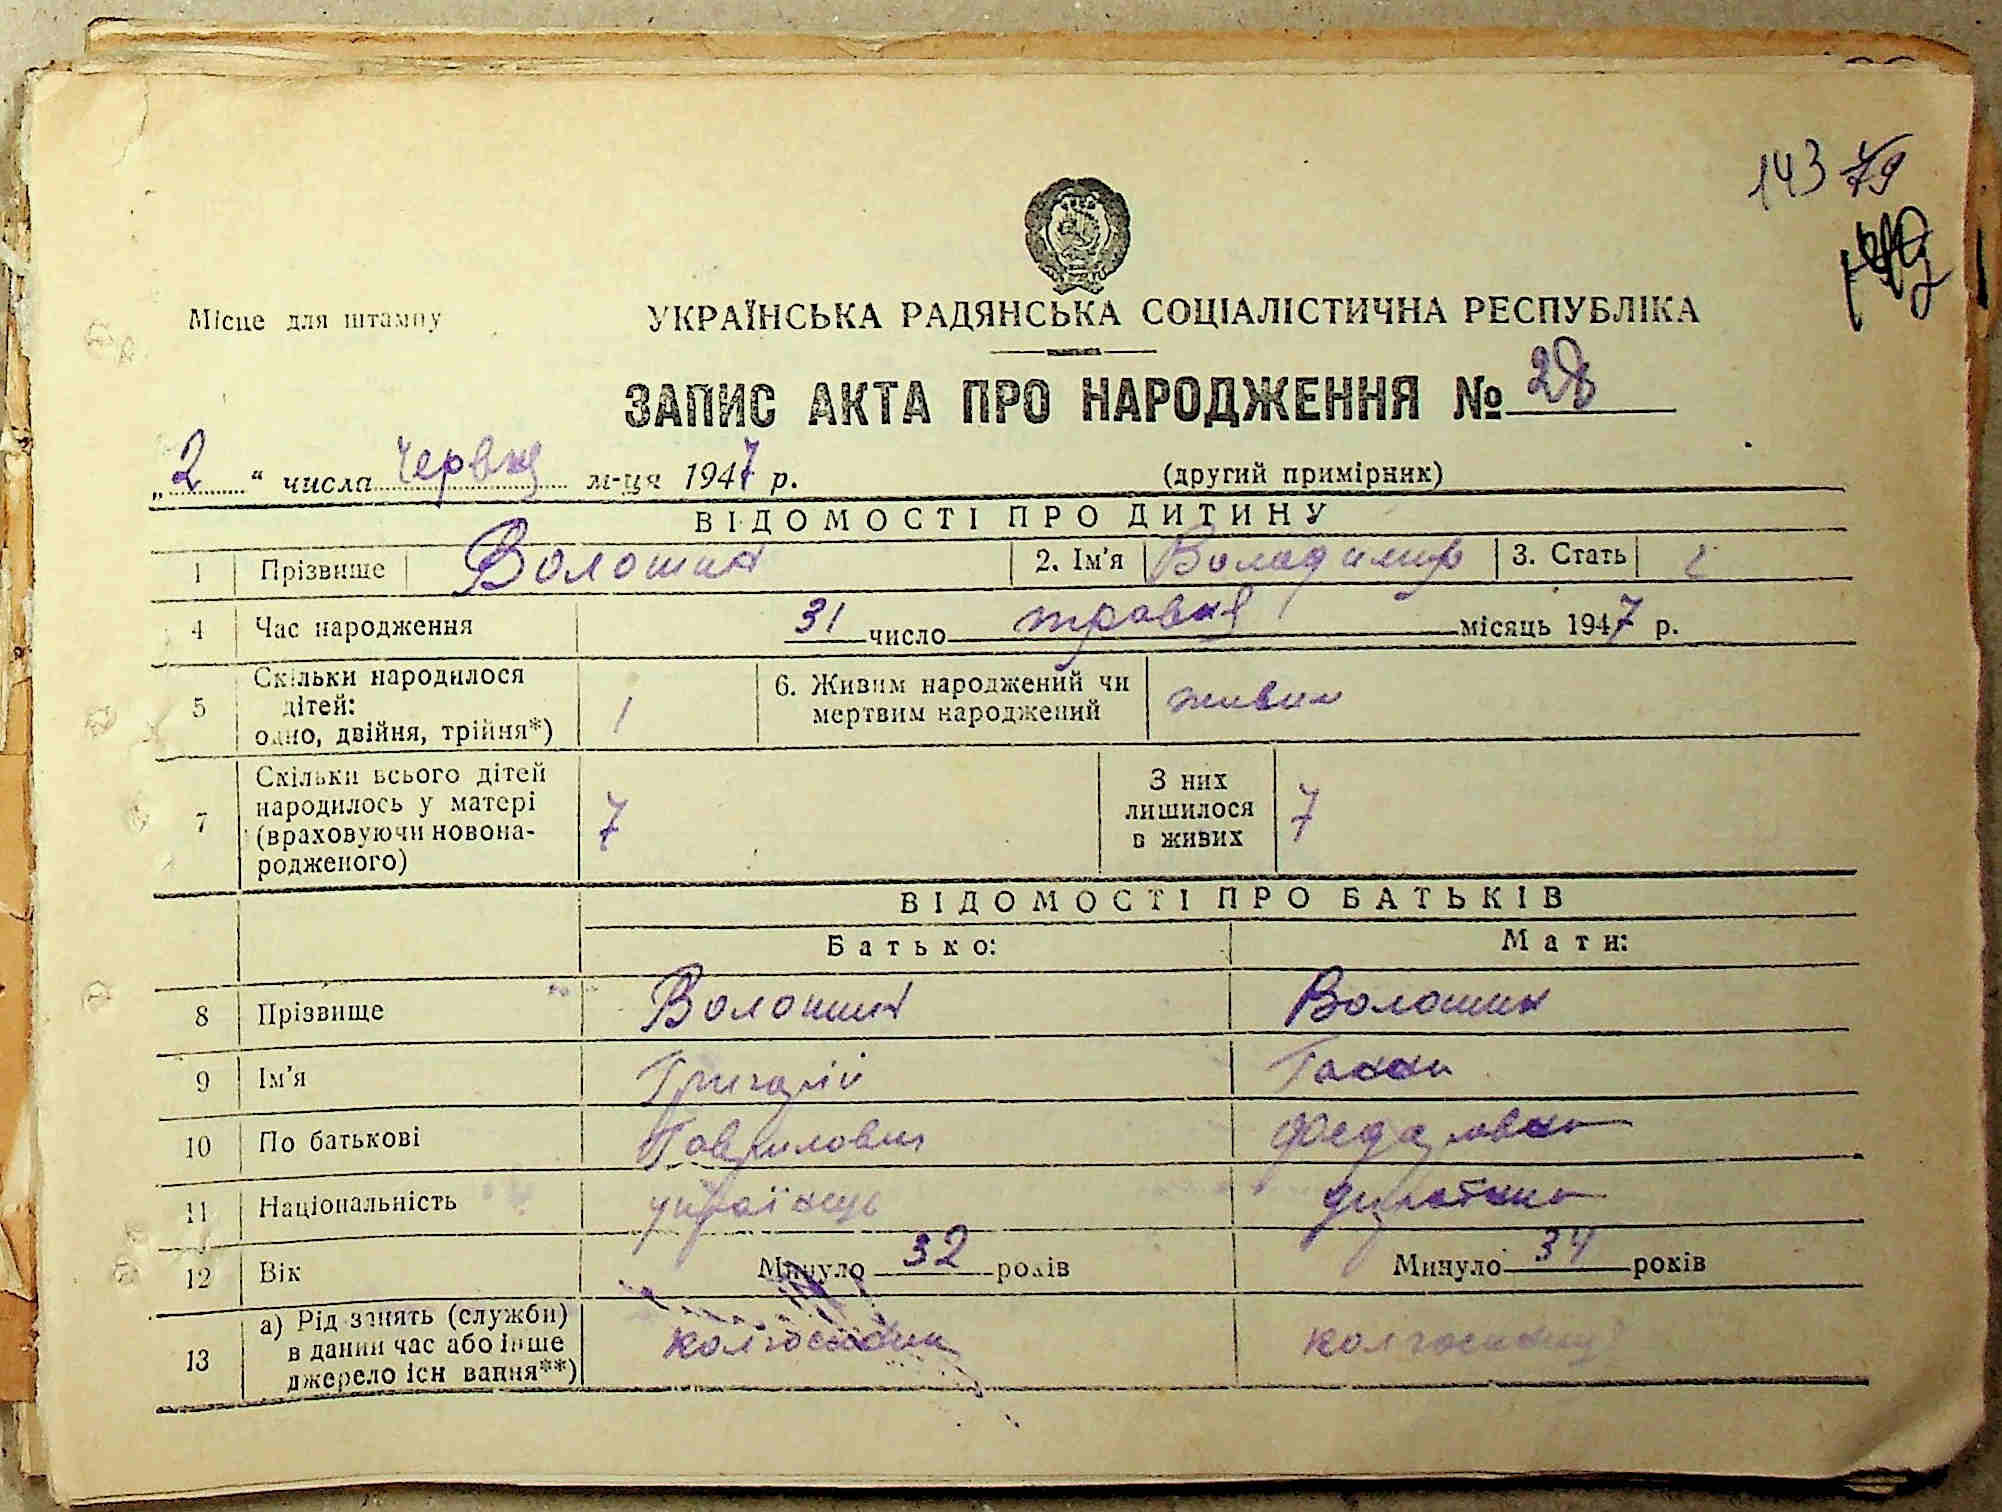 143 79
Місце для штампу
УКРАЇНСЬКА РАДЯНСЬКА СОЦІАЛІСТИЧНА РЕСПУБЛІКА
ЗАПИС АКТА ПРО НАРОДЖЕННЯ № 28
„2" числа червня м-ця 1947 р. (другий примірник)
ВІДОМОСТІ ПРО ДИТИНУ
1 Прізвище Волошин 2. Ім'я Володимир 3. Стать
4 Час народження 31 число травня місяць 1947 р.
5 Скільки народилося дітей: одно, двійня, трійня*) 1 6. Живим народжений чи мертвим народжений живим
7 Скільки всього дітей народилось у матері (враховуючи новонародженого) 7 З них лишилося в живих 7
ВІДОМОСТІ ПРО БАТЬКІВ
Батько: Мати:
8 Прізвище Волошин Волошин
9 Ім'я Григорій Ганна
10 По батькові Гаврилович Федоровна
11 Національність українець
12 Вік Минуло 32 років Минуло 34 років
13 а) Рід занять (служби) в даний час або інше джерело існування**) колгоспник колгоспниця